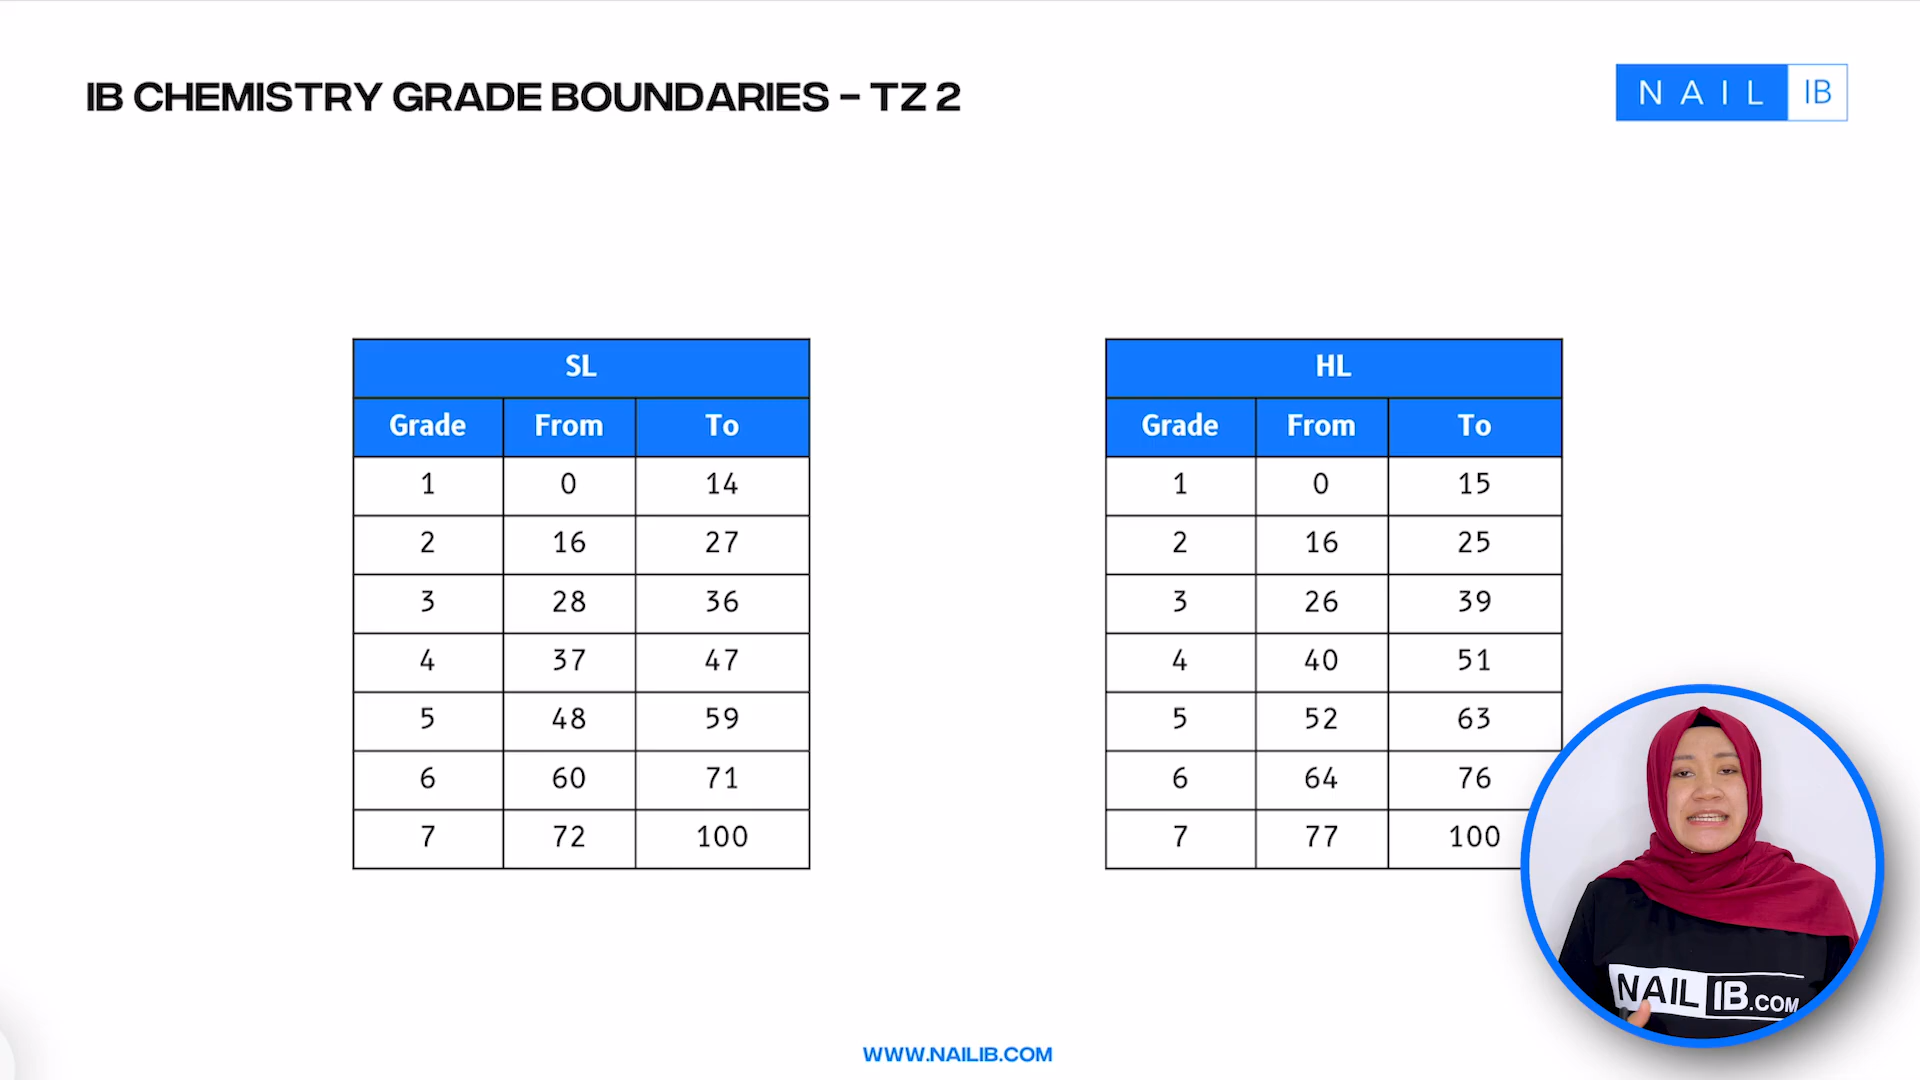 IB CHEMISTRY GRADE BOUNDARIES - TZ 2
NAIL IB
SL
Grade From To
1 0 14
2 16 27
3 28 36
4 37 47
5 48 59
6 60 71
7 72 100
HL
Grade From To
1 0 15
2 16 25
3 26 39
4 40 51
5 52 63
6 64 76
7 77 100
NAIL IB.COM
WWW.NAILIB.COM